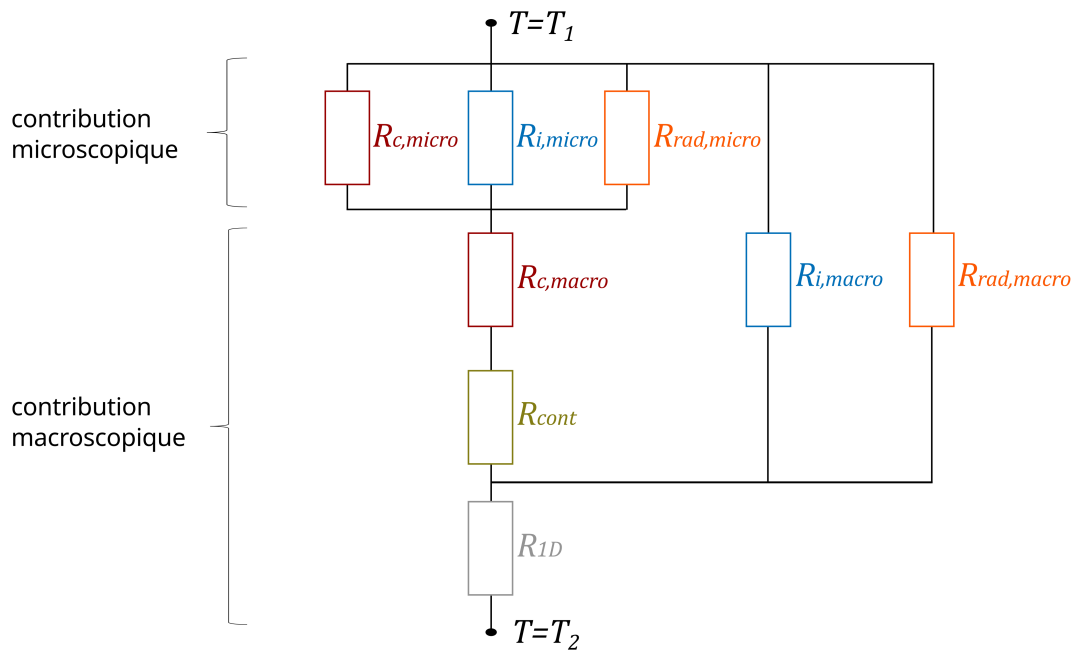 T=T1
contribution
microscopique
Rc,micro
Ri,micro
Rrad,micro
Rc,macro
Ri,macro
Rrad,macro
contribution
macroscopique
Rcont
R1D
T=T2